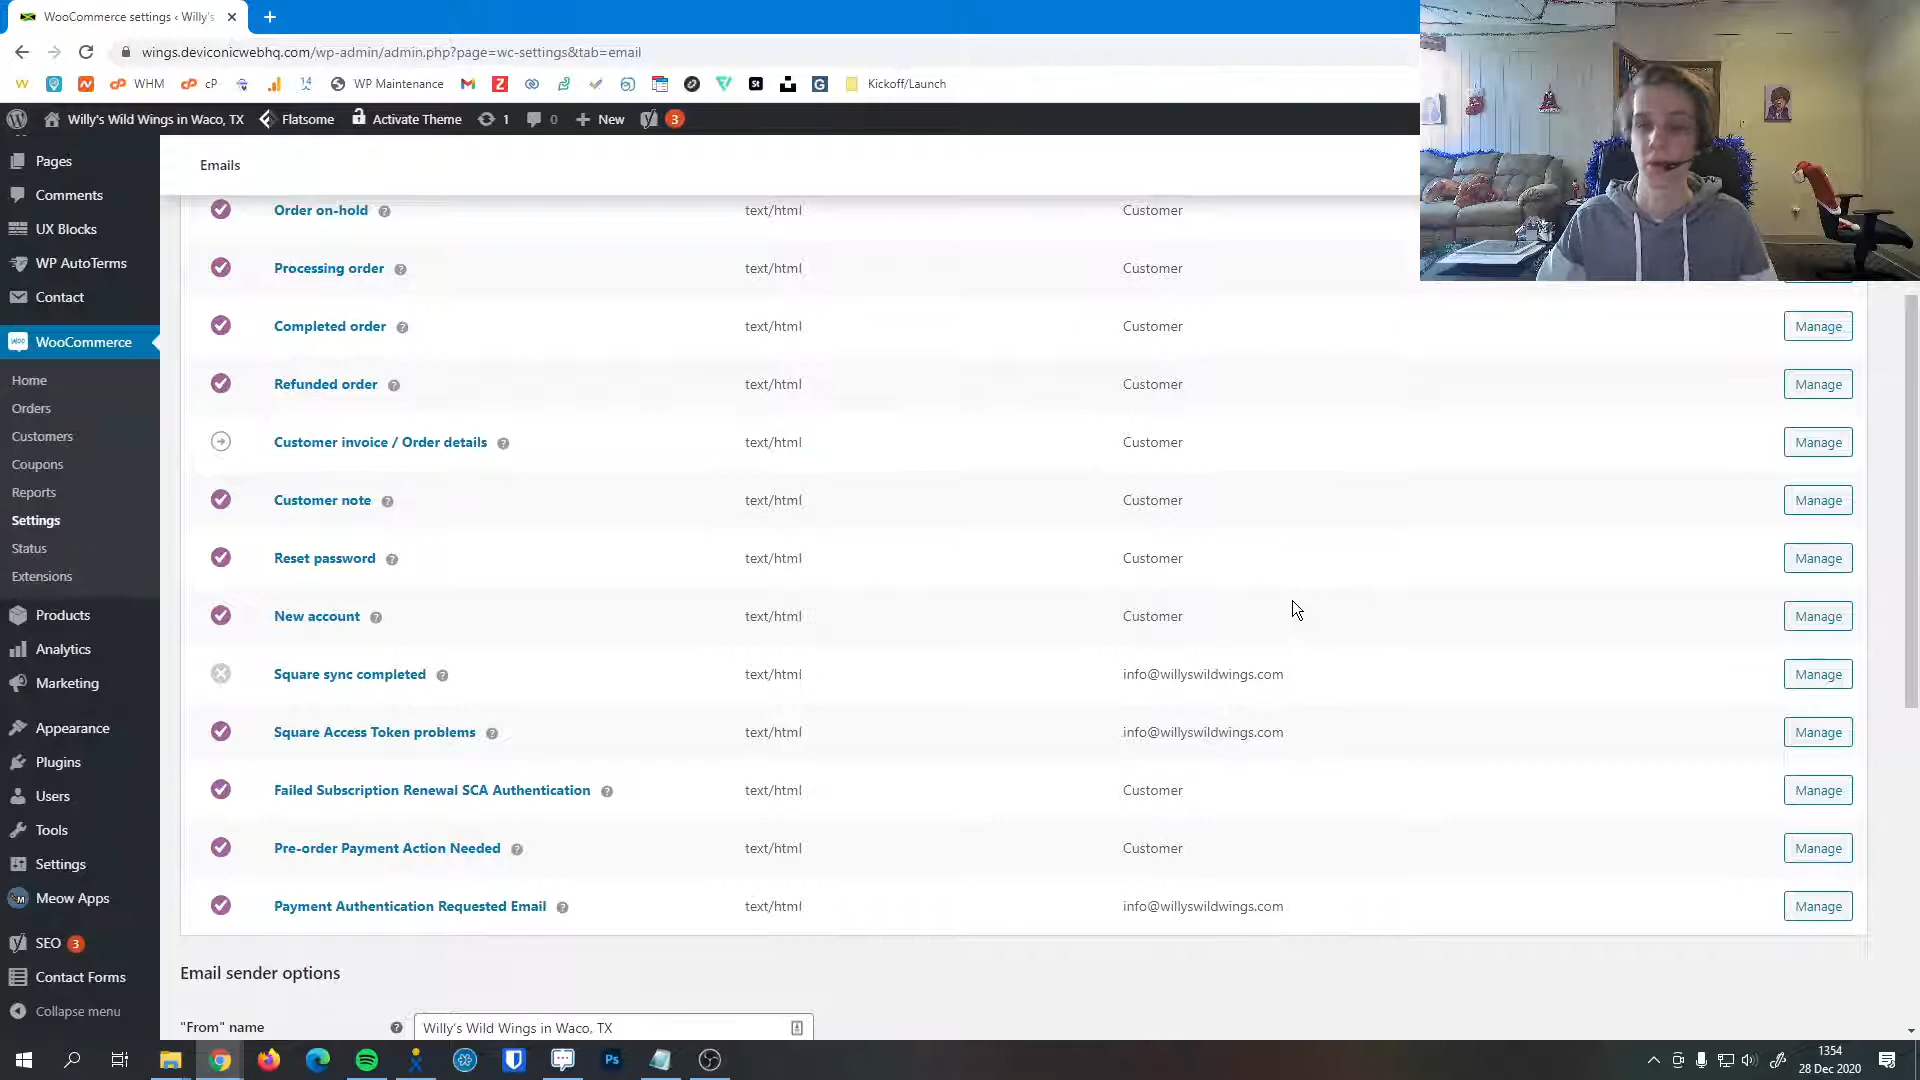 WooCommerce settings ‹ Willy's
wings.deviconicwebhq.com/wp-admin/admin.php?page=wc-settings&tab=email
WHM cP WP Maintenance Kickoff/Launch
Willy's Wild Wings in Waco, TX Flatsome Activate Theme 1 0 New 3
Pages
Comments
UX Blocks
WP AutoTerms
Contact
WooCommerce
Home
Orders
Customers
Coupons
Reports
Settings
Status
Extensions
Products
Analytics
Marketing
Appearance
Plugins
Users
Tools
Settings
Meow Apps
SEO 3
Contact Forms
Collapse menu
Emails
Order on-hold text/html Customer
Processing order text/html Customer
Completed order text/html Customer Manage
Refunded order text/html Customer Manage
Customer invoice / Order details text/html Customer Manage
Customer note text/html Customer Manage
Reset password text/html Customer Manage
New account text/html Customer Manage
Square sync completed text/html info@willyswildwings.com Manage
Square Access Token problems text/html info@willyswildwings.com Manage
Failed Subscription Renewal SCA Authentication text/html Customer Manage
Pre-order Payment Action Needed text/html Customer Manage
Payment Authentication Requested Email text/html info@willyswildwings.com Manage
Email sender options
"From" name Willy's Wild Wings in Waco, TX
1354
28 Dec 2020